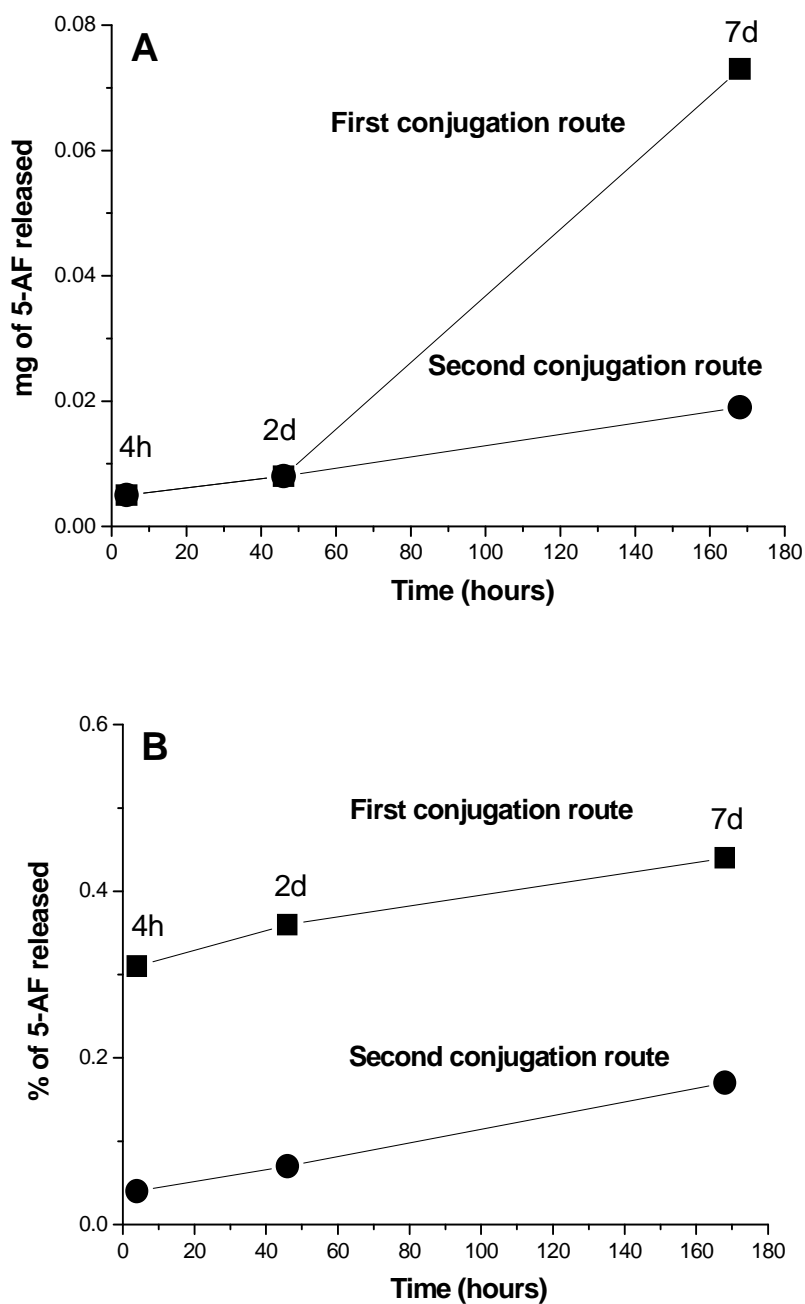 A
0.08
0.06
0.04
0.02
0.00
mg of 5-AF released
7d
First conjugation route
Second conjugation route
2d
4h
0 20 40 60 80 100 120 140 160 180
Time (hours)
B
0.6
0.4
0.2
0.0
% of 5-AF released
First conjugation route
7d
2d
4h
Second conjugation route
0 20 40 60 80 100 120 140 160 180
Time (hours)